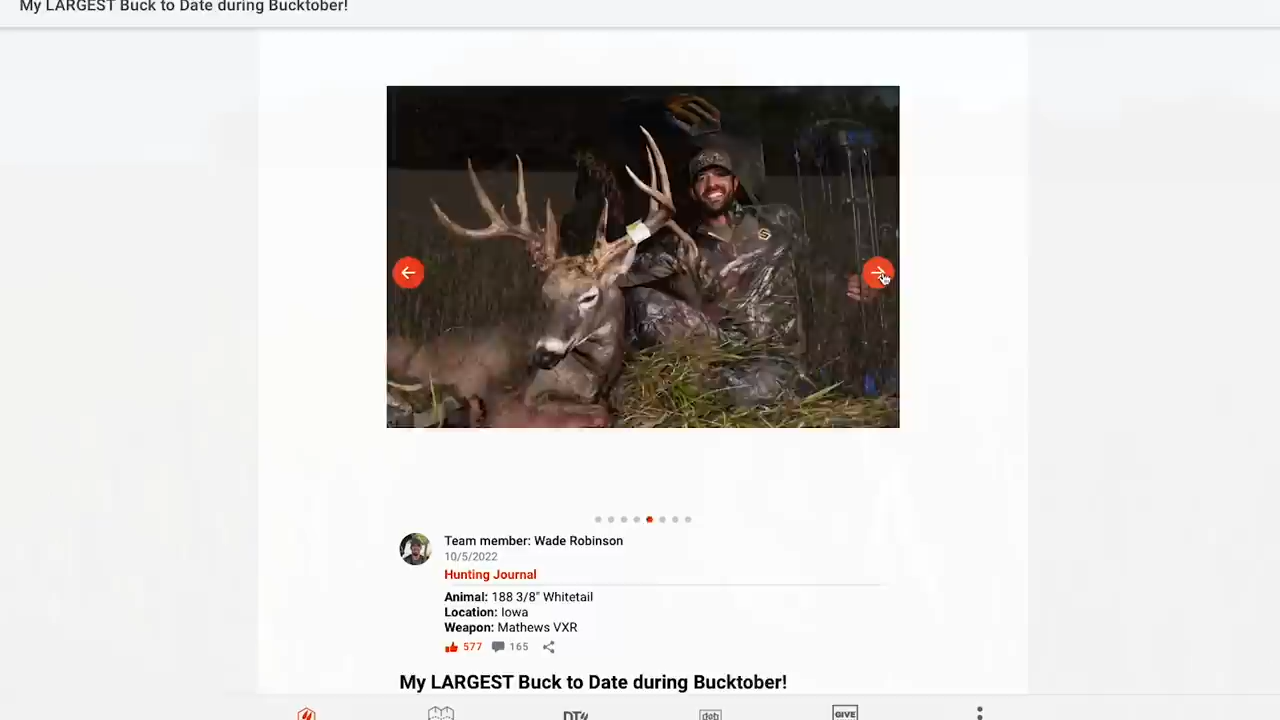 My LARGEST Buck to Date during Bucktober!
Team member: Wade Robinson
10/5/2022
Hunting Journal
Animal: 188 3/8" Whitetail
Location: Iowa
Weapon: Mathews VXR
577 165
My LARGEST Buck to Date during Bucktober!
GIVE